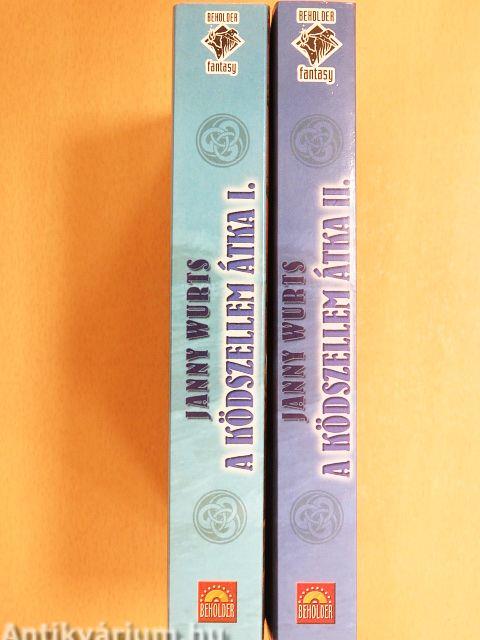 BEHOLDER
fantasy
JANNY WURTS
A KÖDSZELLEM ÁTKA I.
BEHOLDER
BEHOLDER
fantasy
JANNY WURTS
A KÖDSZELLEM ÁTKA II.
BEHOLDER
Antikvárium.hu